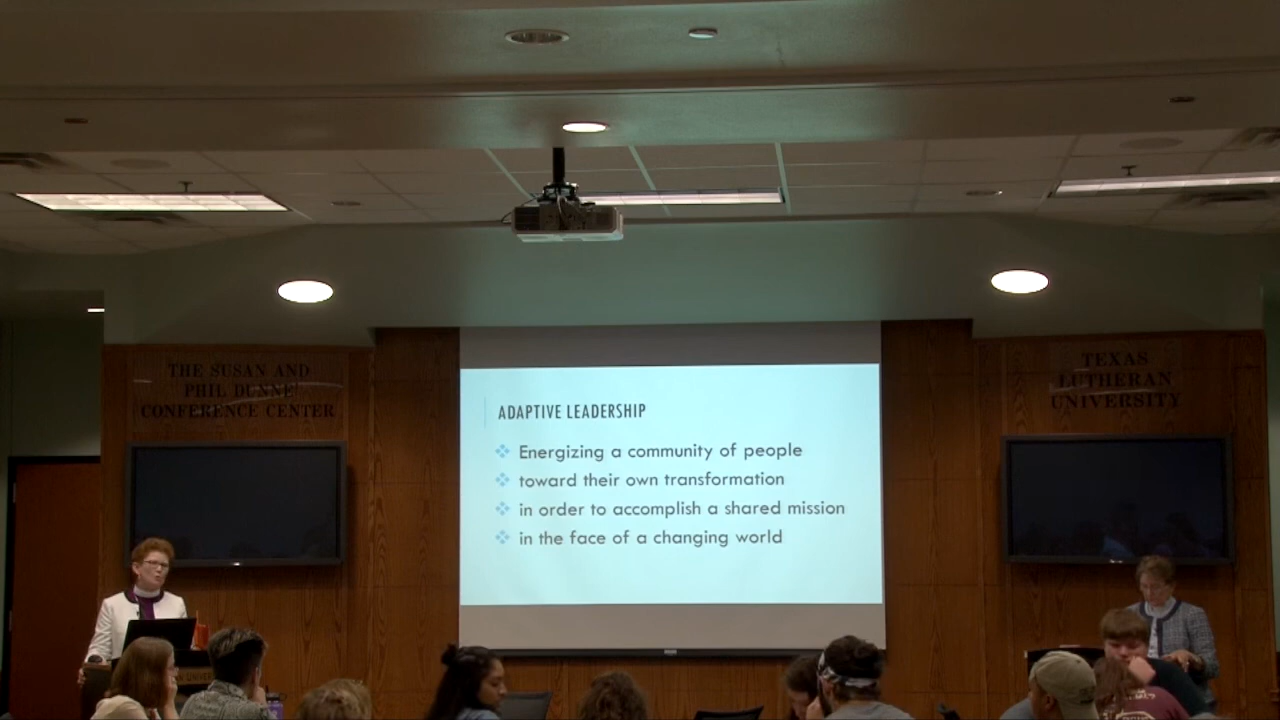 THE SUSAN AND
PHIL DUNNE
CONFERENCE CENTER
TEXAS
LUTHERAN
UNIVERSITY
ADAPTIVE LEADERSHIP
Energizing a community of people
toward their own transformation
in order to accomplish a shared mission
in the face of a changing world